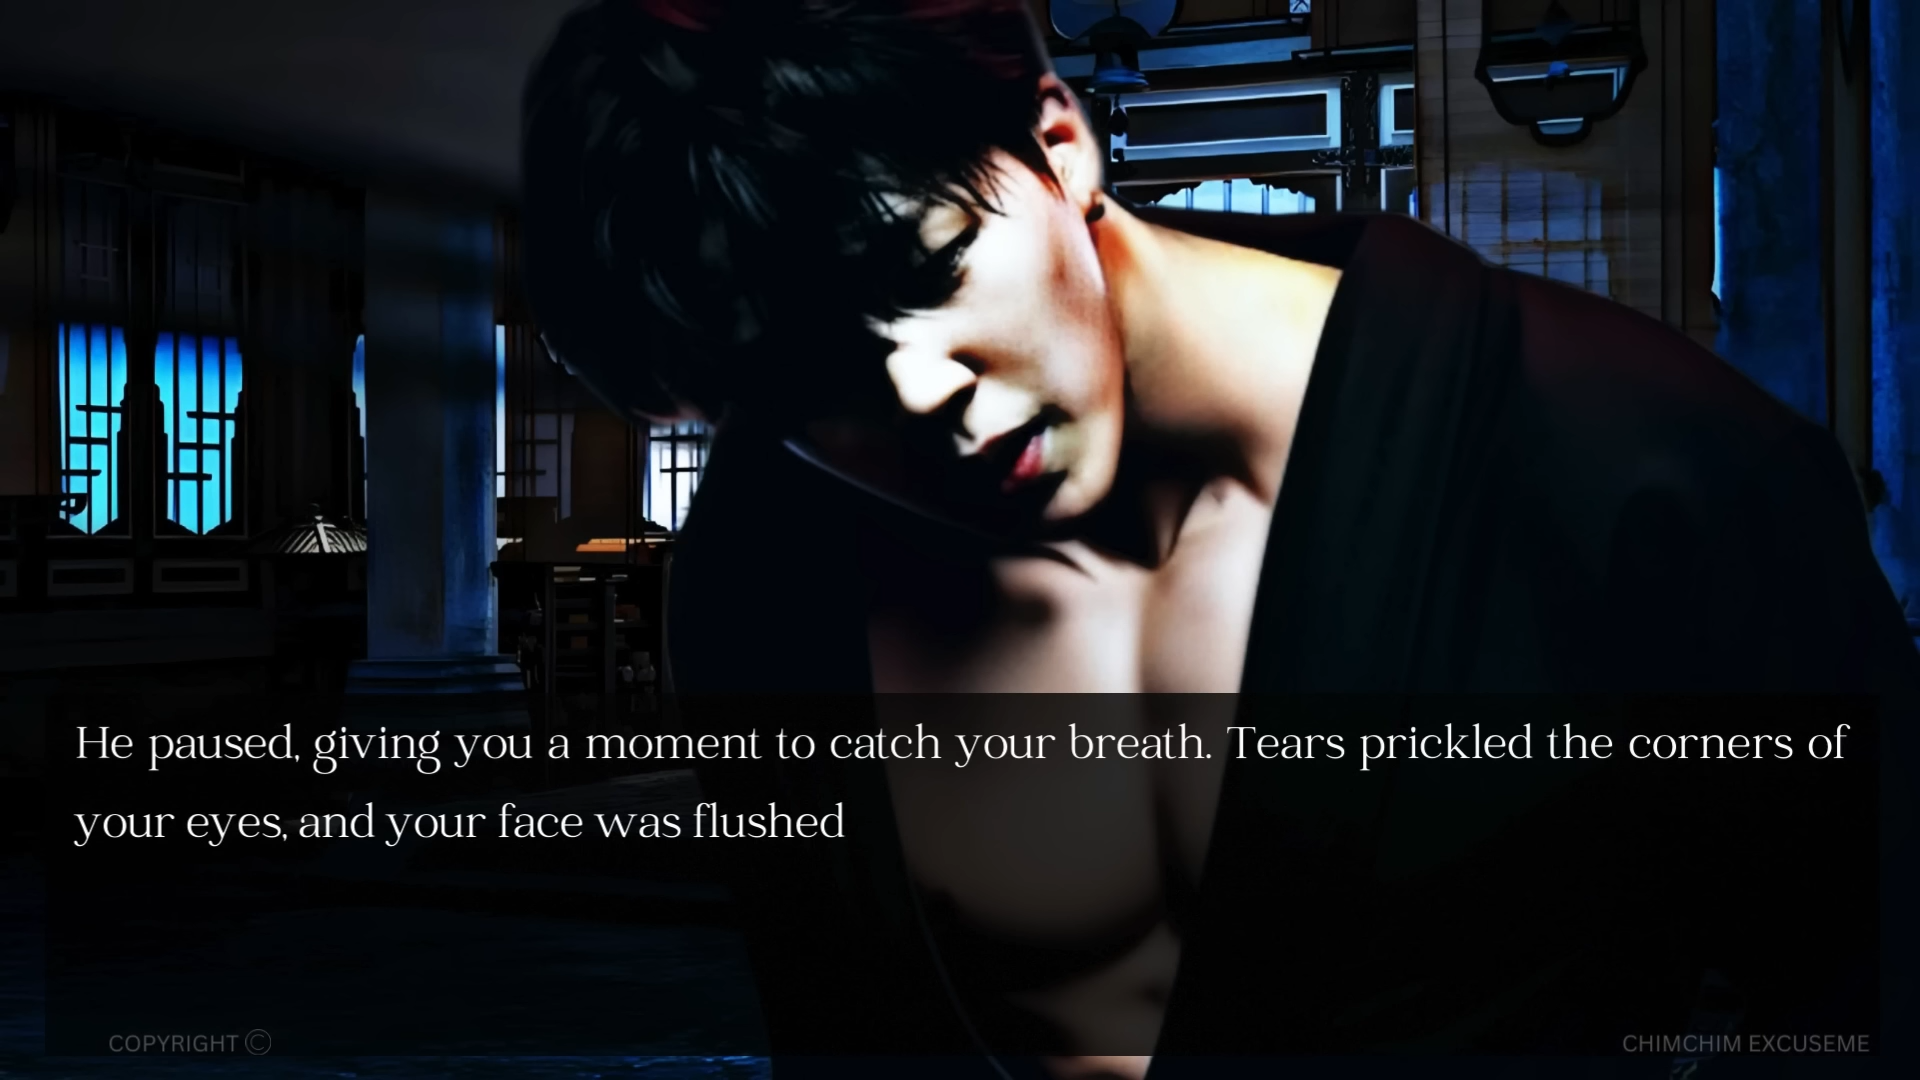 He paused, giving you a moment to catch your breath. Tears prickled the corners of
your eyes, and your face was flushed
COPYRIGHT ©
CHIMCHIM EXCUSEME